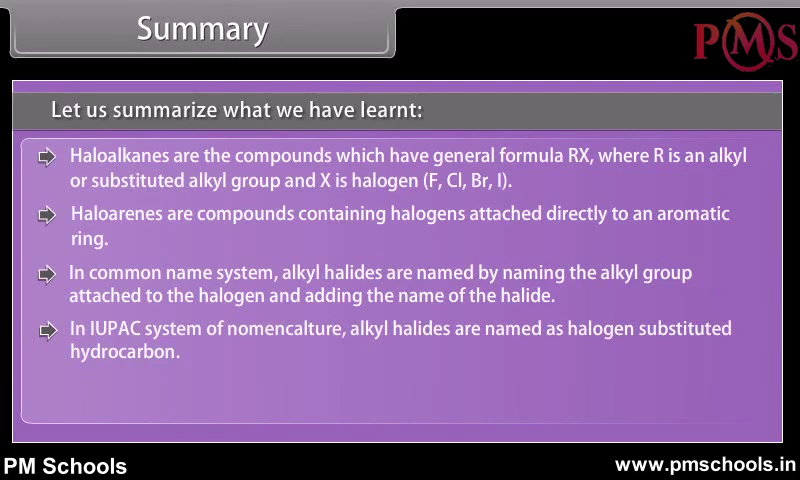 Summary
PMS
Let us summarize what we have learnt:
Haloalkanes are the compounds which have general formula RX, where R is an alkyl
or substituted alkyl group and X is halogen (F, Cl, Br, I).
Haloarenes are compounds containing halogens attached directly to an aromatic
ring.
In common name system, alkyl halides are named by naming the alkyl group
attached to the halogen and adding the name of the halide.
In IUPAC system of nomencalture, alkyl halides are named as halogen substituted
hydrocarbon.
PM Schools
www.pmschools.in